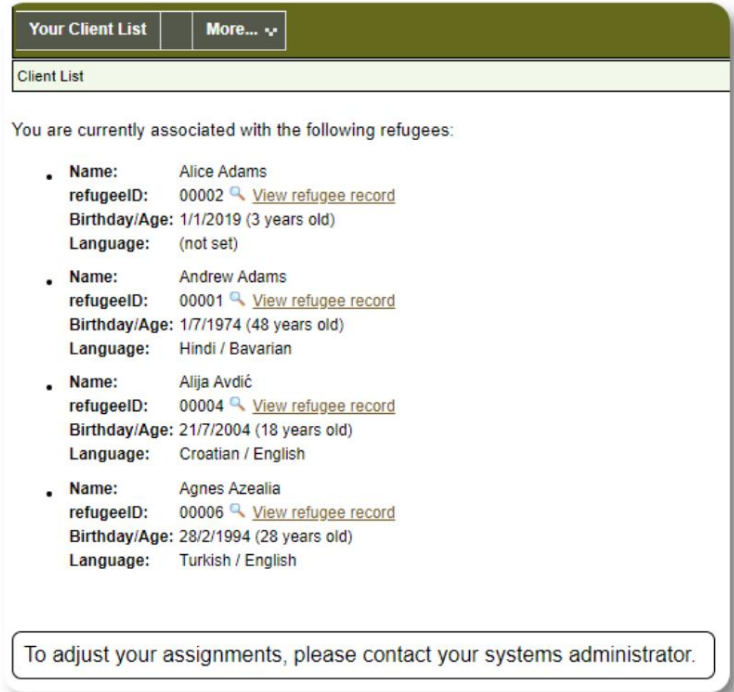 Your Client List More...
Client List
You are currently associated with the following refugees:
Name: Alice Adams
refugeeID: 00002 View refugee record
Birthday/Age: 1/1/2019 (3 years old)
Language: (not set)
Name: Andrew Adams
refugeeID: 00001 View refugee record
Birthday/Age: 1/7/1974 (48 years old)
Language: Hindi / Bavarian
Name: Alija Avdić
refugeeID: 00004 View refugee record
Birthday/Age: 21/7/2004 (18 years old)
Language: Croatian / English
Name: Agnes Azealia
refugeeID: 00006 View refugee record
Birthday/Age: 28/2/1994 (28 years old)
Language: Turkish / English
To adjust your assignments, please contact your systems administrator.